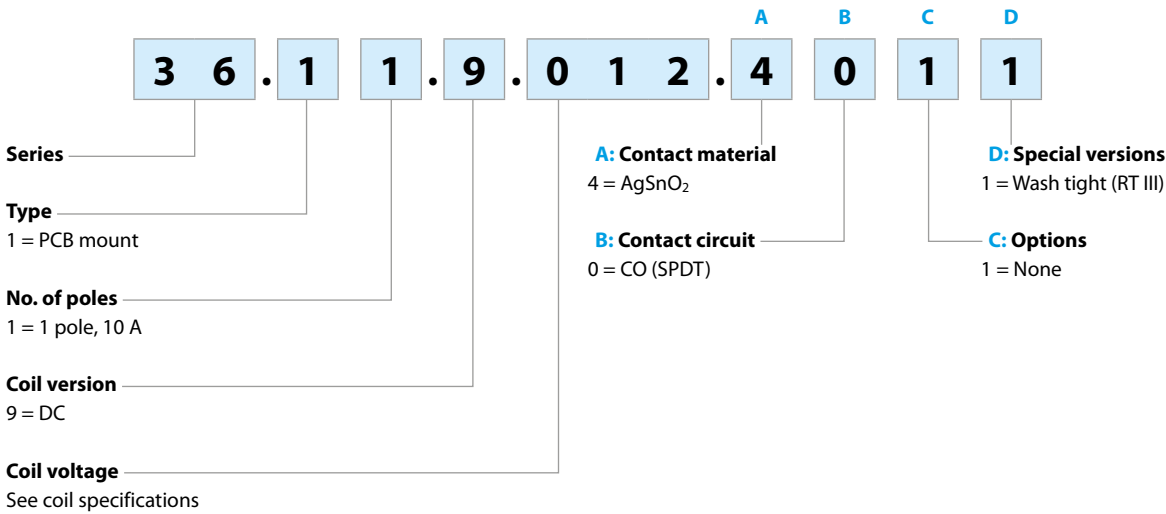 A B C D
3 6 . 1 1 . 9 . 0 1 2 . 4 0 1 1
Series
Type
1 = PCB mount
No. of poles
1 = 1 pole, 10 A
Coil version
9 = DC
Coil voltage
See coil specifications
A: Contact material
4 = AgSnO₂
B: Contact circuit
0 = CO (SPDT)
D: Special versions
1 = Wash tight (RT III)
C: Options
1 = None